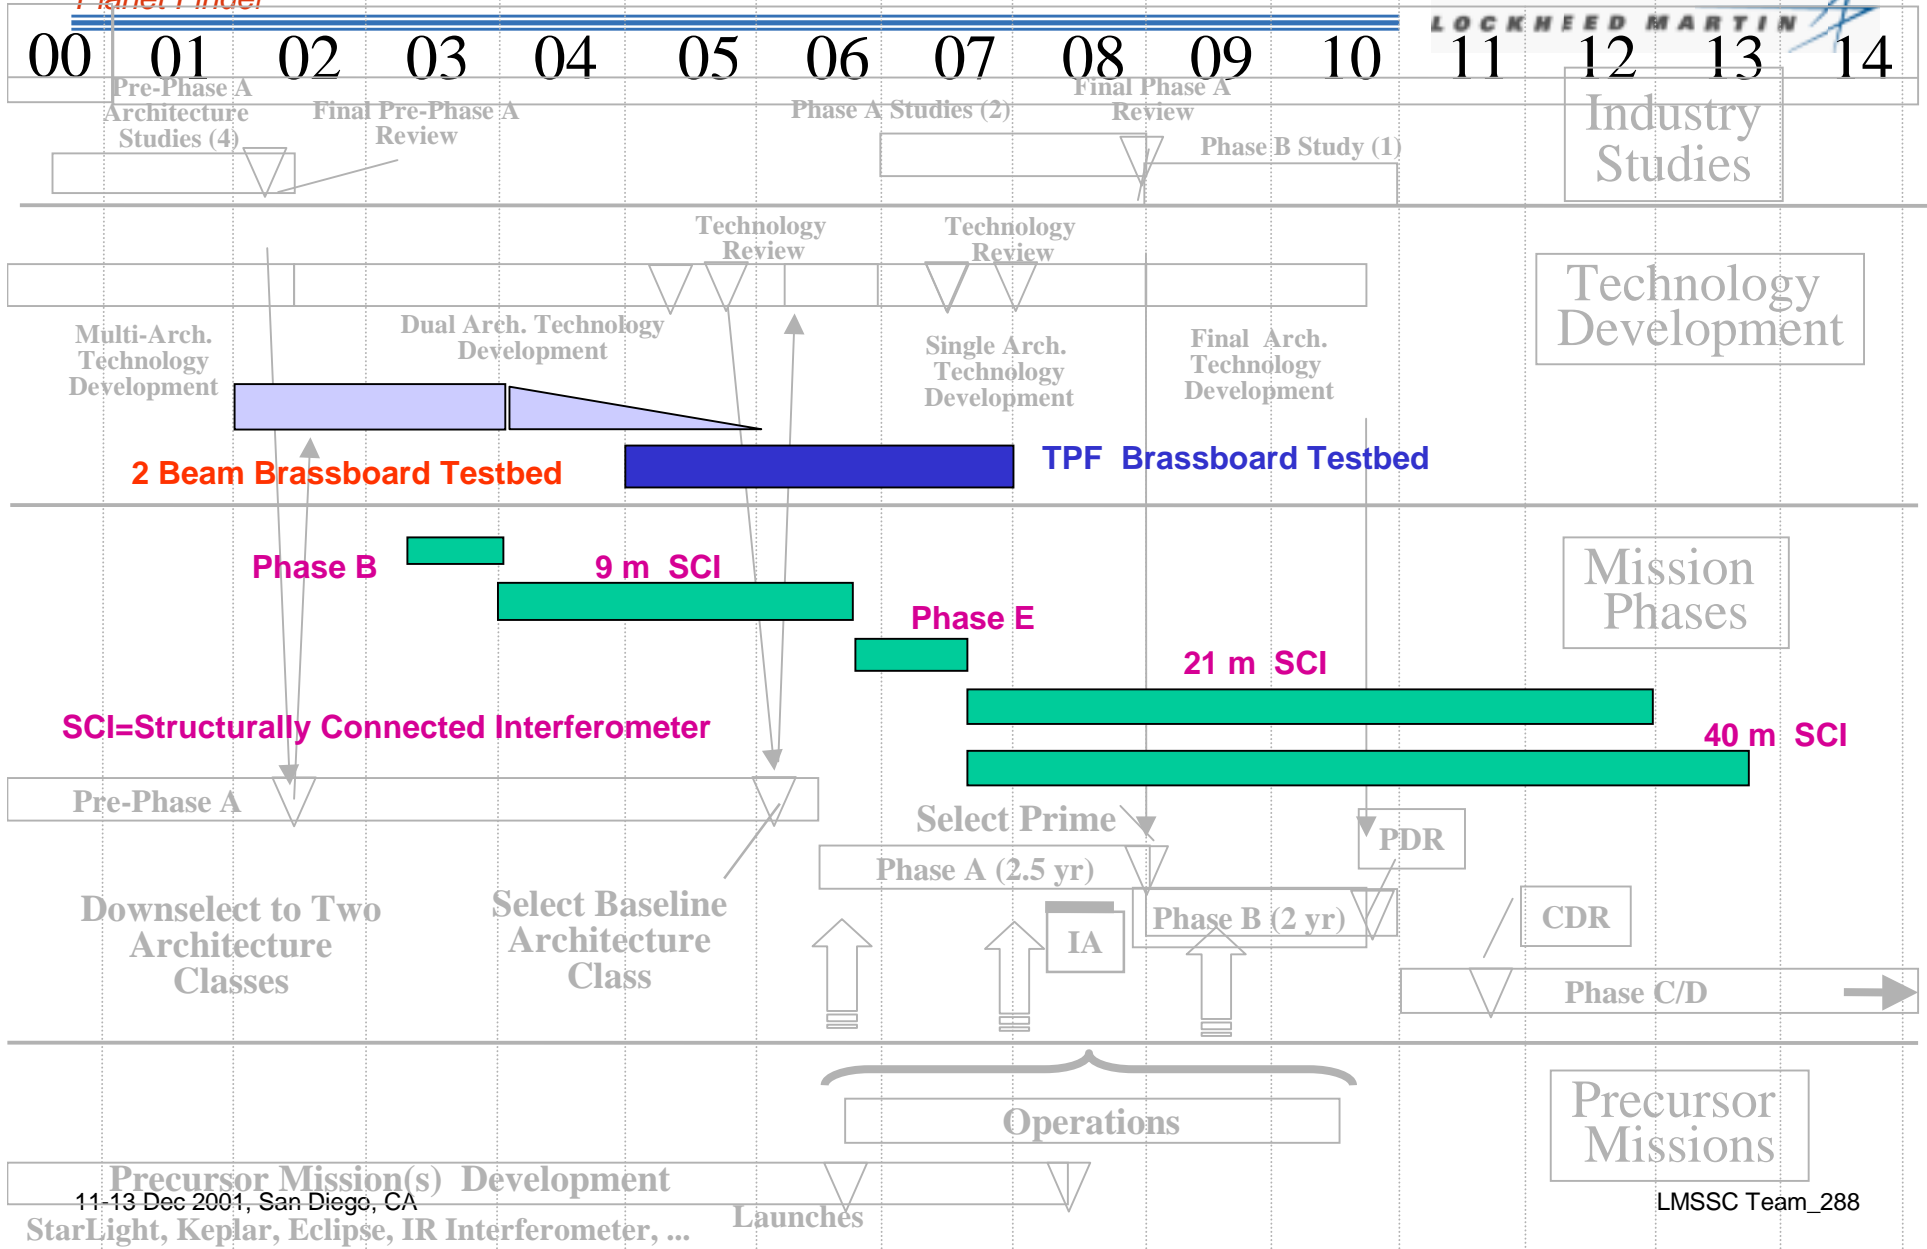 Planet Finder
LOCKHEED MARTIN
00 01 02 03 04 05 06 07 08 09 10 11 12 13 14
Pre-Phase A
Architecture
Studies (4)
Final Pre-Phase A
Review
Phase A Studies (2)
Final Phase A
Review
Phase B Study (1)
Industry
Studies
Technology
Review
Technology
Review
Technology
Development
Multi-Arch.
Technology
Development
Dual Arch. Technology
Development
Single Arch.
Technology
Development
Final Arch.
Technology
Development
2 Beam Brassboard Testbed
TPF Brassboard Testbed
Phase B
9 m SCI
Phase E
21 m SCI
Mission
Phases
SCI=Structurally Connected Interferometer
40 m SCI
Pre-Phase A
Select Prime
PDR
Phase A (2.5 yr)
Downselect to Two
Architecture
Classes
Select Baseline
Architecture
Class
IA
Phase B (2 yr)
CDR
Phase C/D
Operations
Precursor
Missions
Precursor Mission(s) Development
11-13 Dec 2001, San Diego, CA
LMSSC Team_288
Launches
StarLight, Keplar, Eclipse, IR Interferometer, ...